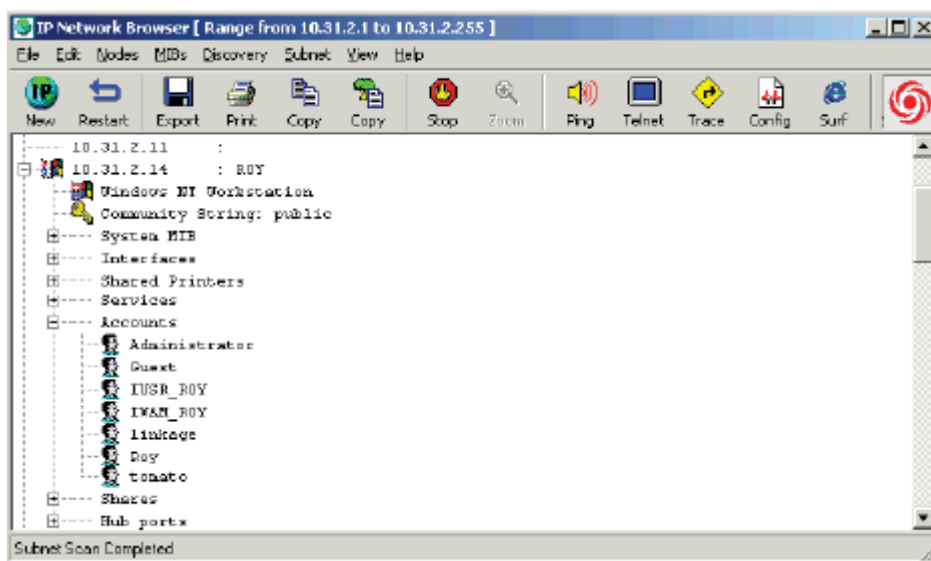 IP Network Browser [ Range from 10.31.2.1 to 10.31.2.255 ]
File Edit Nodes MIBs Discovery Subnet View Help
New Restart Export Print Copy Copy Stop Zoom Ping Telnet Trace Config Surf
10.31.2.11 :
10.31.2.14 : ROY
Windows NT Workstation
Community String: public
System MIB
Interfaces
Shared Printers
Services
Accounts
Administrator
Guest
IUSR_ROY
IWAM_ROY
linkage
Roy
tomato
Shares
Hub ports
Subnet Scan Completed